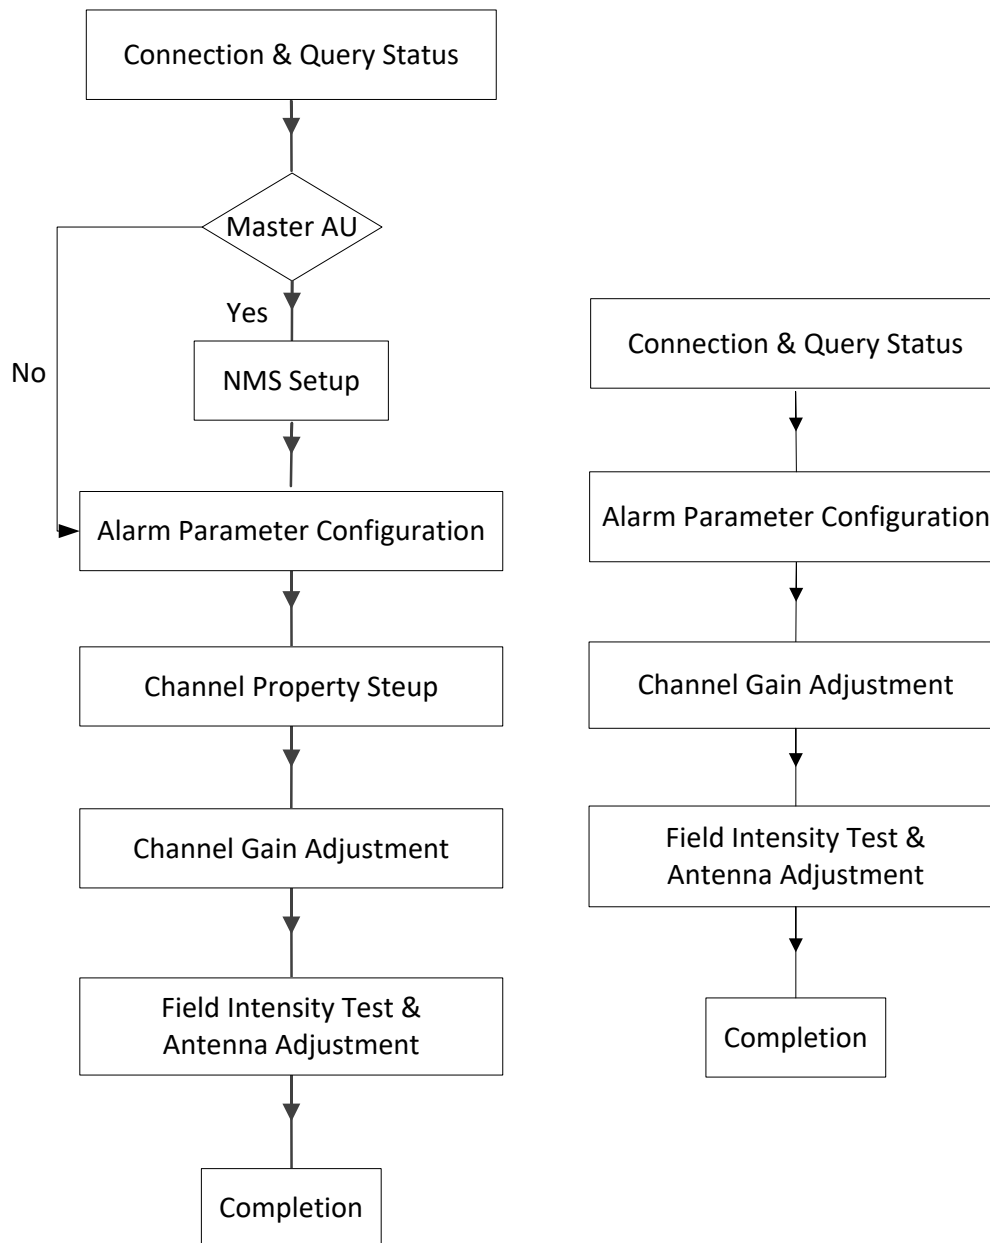 Connection & Query Status
Master AU
Yes
No
NMS Setup
Alarm Parameter Configuration
Channel Property Steup
Channel Gain Adjustment
Field Intensity Test &
Antenna Adjustment
Completion
Connection & Query Status
Alarm Parameter Configuration
Channel Gain Adjustment
Field Intensity Test &
Antenna Adjustment
Completion